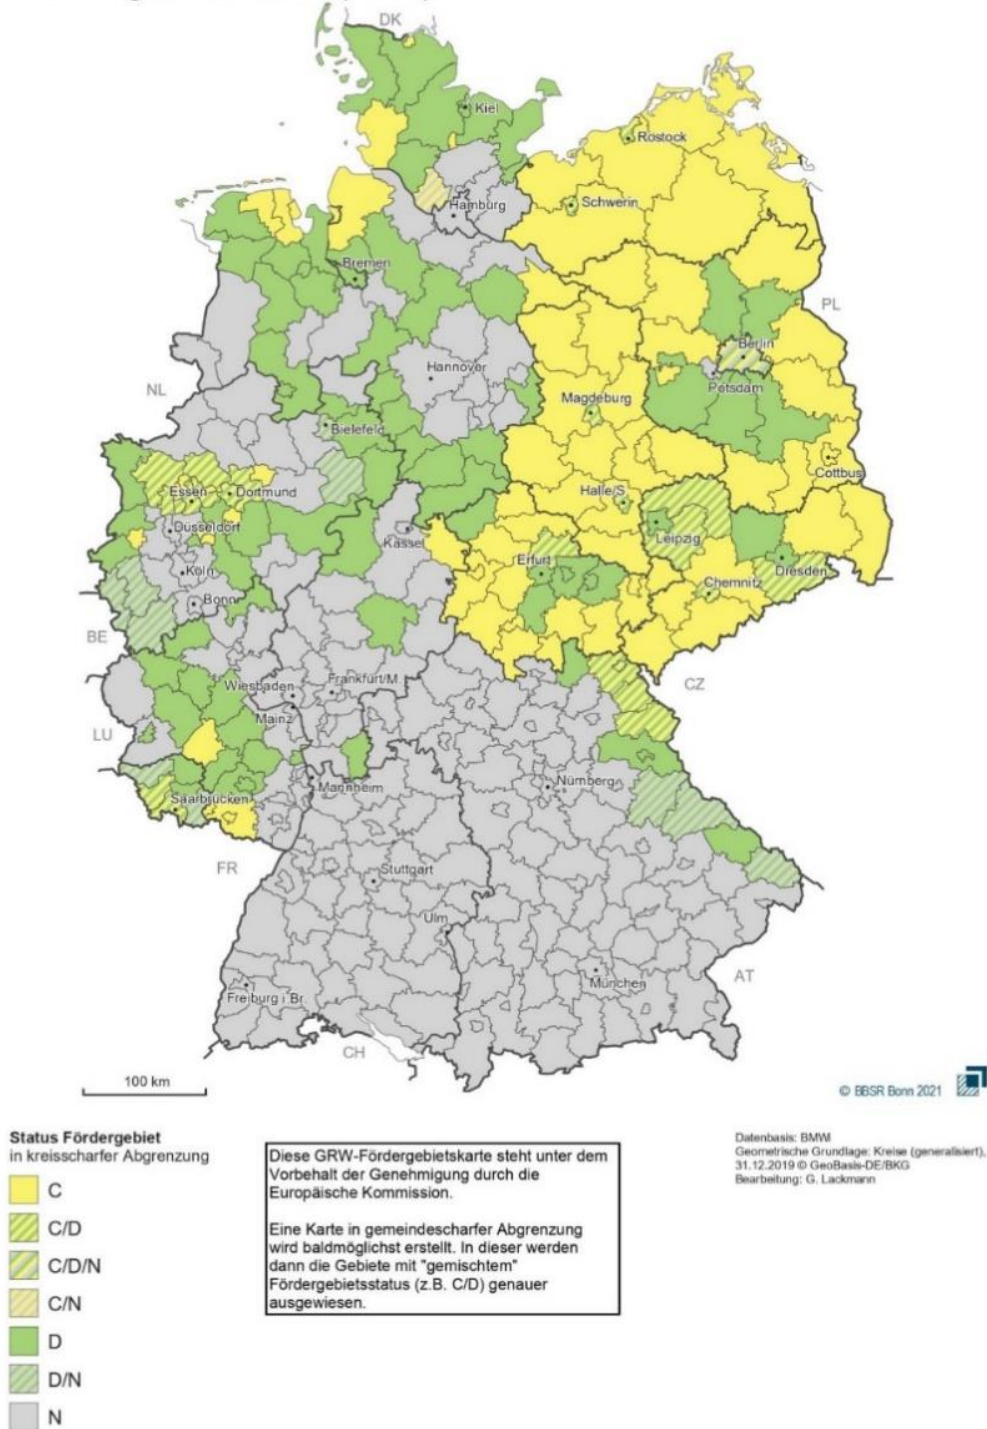 DK
Kiel
Rostock
Schwerin
Hamburg
Bremen
PL
Berlin
NL
Hannover
Potsdam
Magdeburg
Bielefeld
Cottbus
Essen
Dortmund
Halle/S
Düsseldorf
Leipzig
Kassel
Erfurt
Köln
Dresden
Chemnitz
Bonn
BE
CZ
Wiesbaden
Frankfurt/M
Mainz
LU
Mannheim
Nürnberg
Saarbrücken
FR
Stuttgart
Ulm
AT
München
Freiburg i.Br.
CH
100 km
© BBSR Bonn 2021
Status Fördergebiet
in kreisscharfer Abgrenzung
C
C/D
C/D/N
C/N
D
D/N
N
Diese GRW-Fördergebietskarte steht unter dem
Vorbehalt der Genehmigung durch die
Europäische Kommission.
Eine Karte in gemeindescharfer Abgrenzung
wird baldmöglichst erstellt. In dieser werden
dann die Gebiete mit "gemischtem"
Fördergebietsstatus (z.B. C/D) genauer
ausgewiesen.
Datenbasis: BMWi
Geometrische Grundlage: Kreise (generalisiert),
31.12.2019 © GeoBasis-DE/BKG
Bearbeitung: G. Lackmann